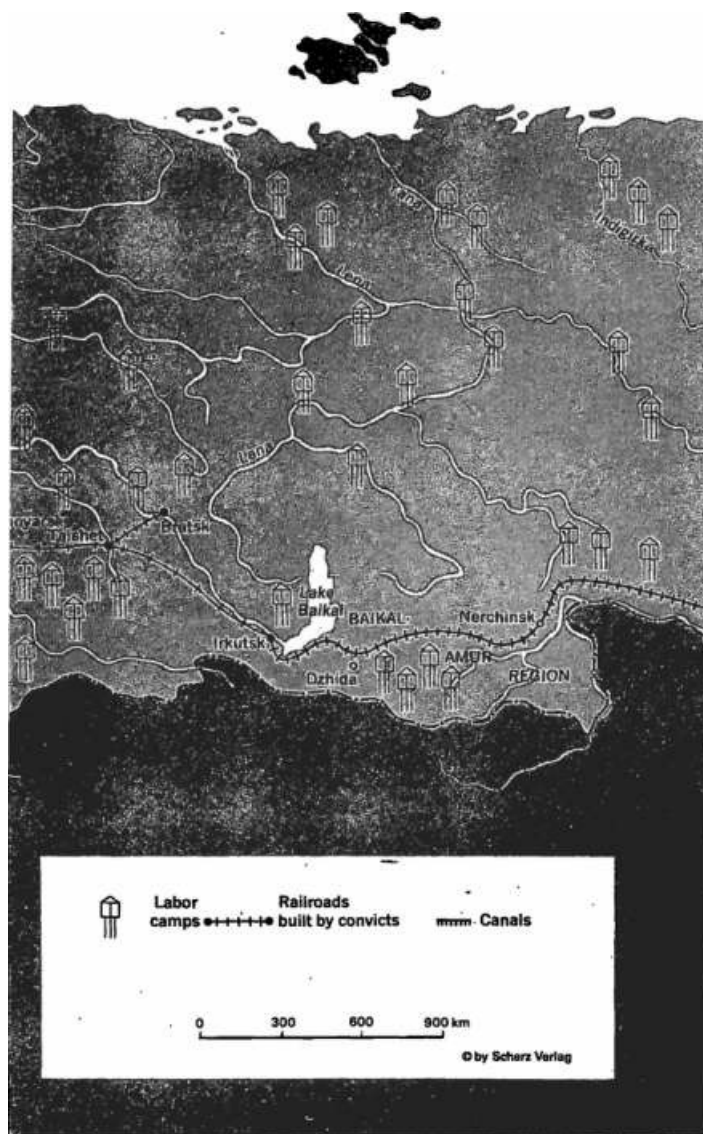 Yana
Indigirka
Lena
Lena
Bratsk
Taishet
Lake
Baikal
BAIKAL-
Nerchinsk
Irkutsk
Dzhida
AMUR
REGION
Labor
camps
Railroads
built by convicts
Canals
0 300 600 900 km
© by Scherz Verlag